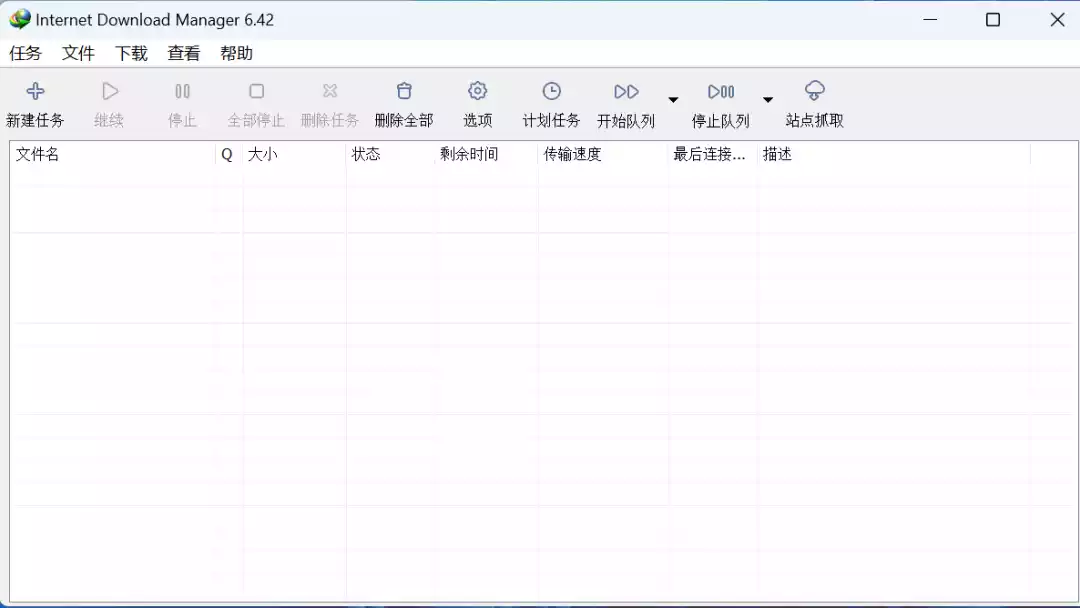 Internet Download Manager 6.42
任务 文件 下载 查看 帮助
新建任务 继续 停止 全部停止 删除任务 删除全部 选项 计划任务 开始队列 停止队列 站点抓取
文件名 Q 大小 状态 剩余时间 传输速度 最后连接... 描述